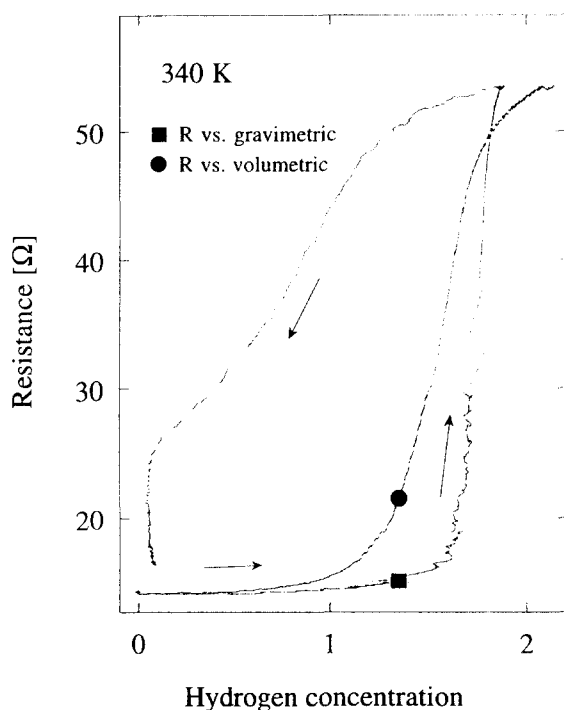 340 K
R vs. gravimetric
R vs. volumetric
Resistance [Ω]
50
40
30
20
0
1
2
Hydrogen concentration